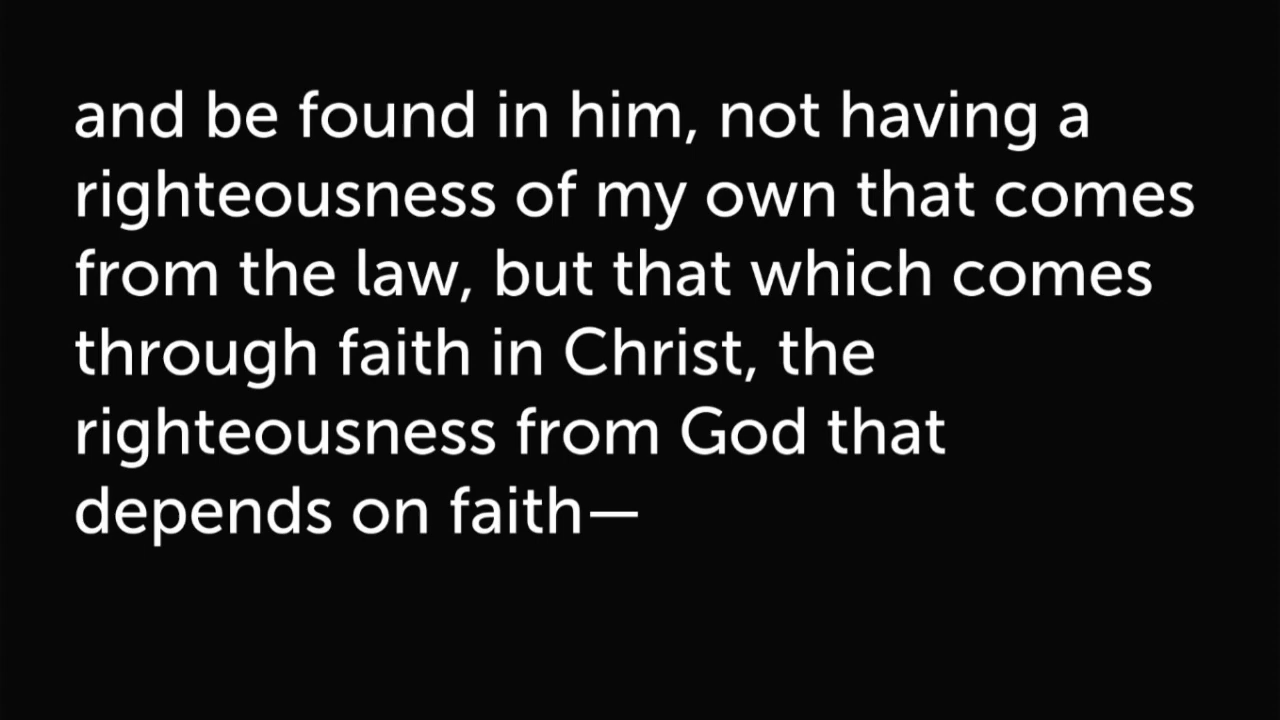 and be found in him, not having a
righteousness of my own that comes
from the law, but that which comes
through faith in Christ, the
righteousness from God that
depends on faith—